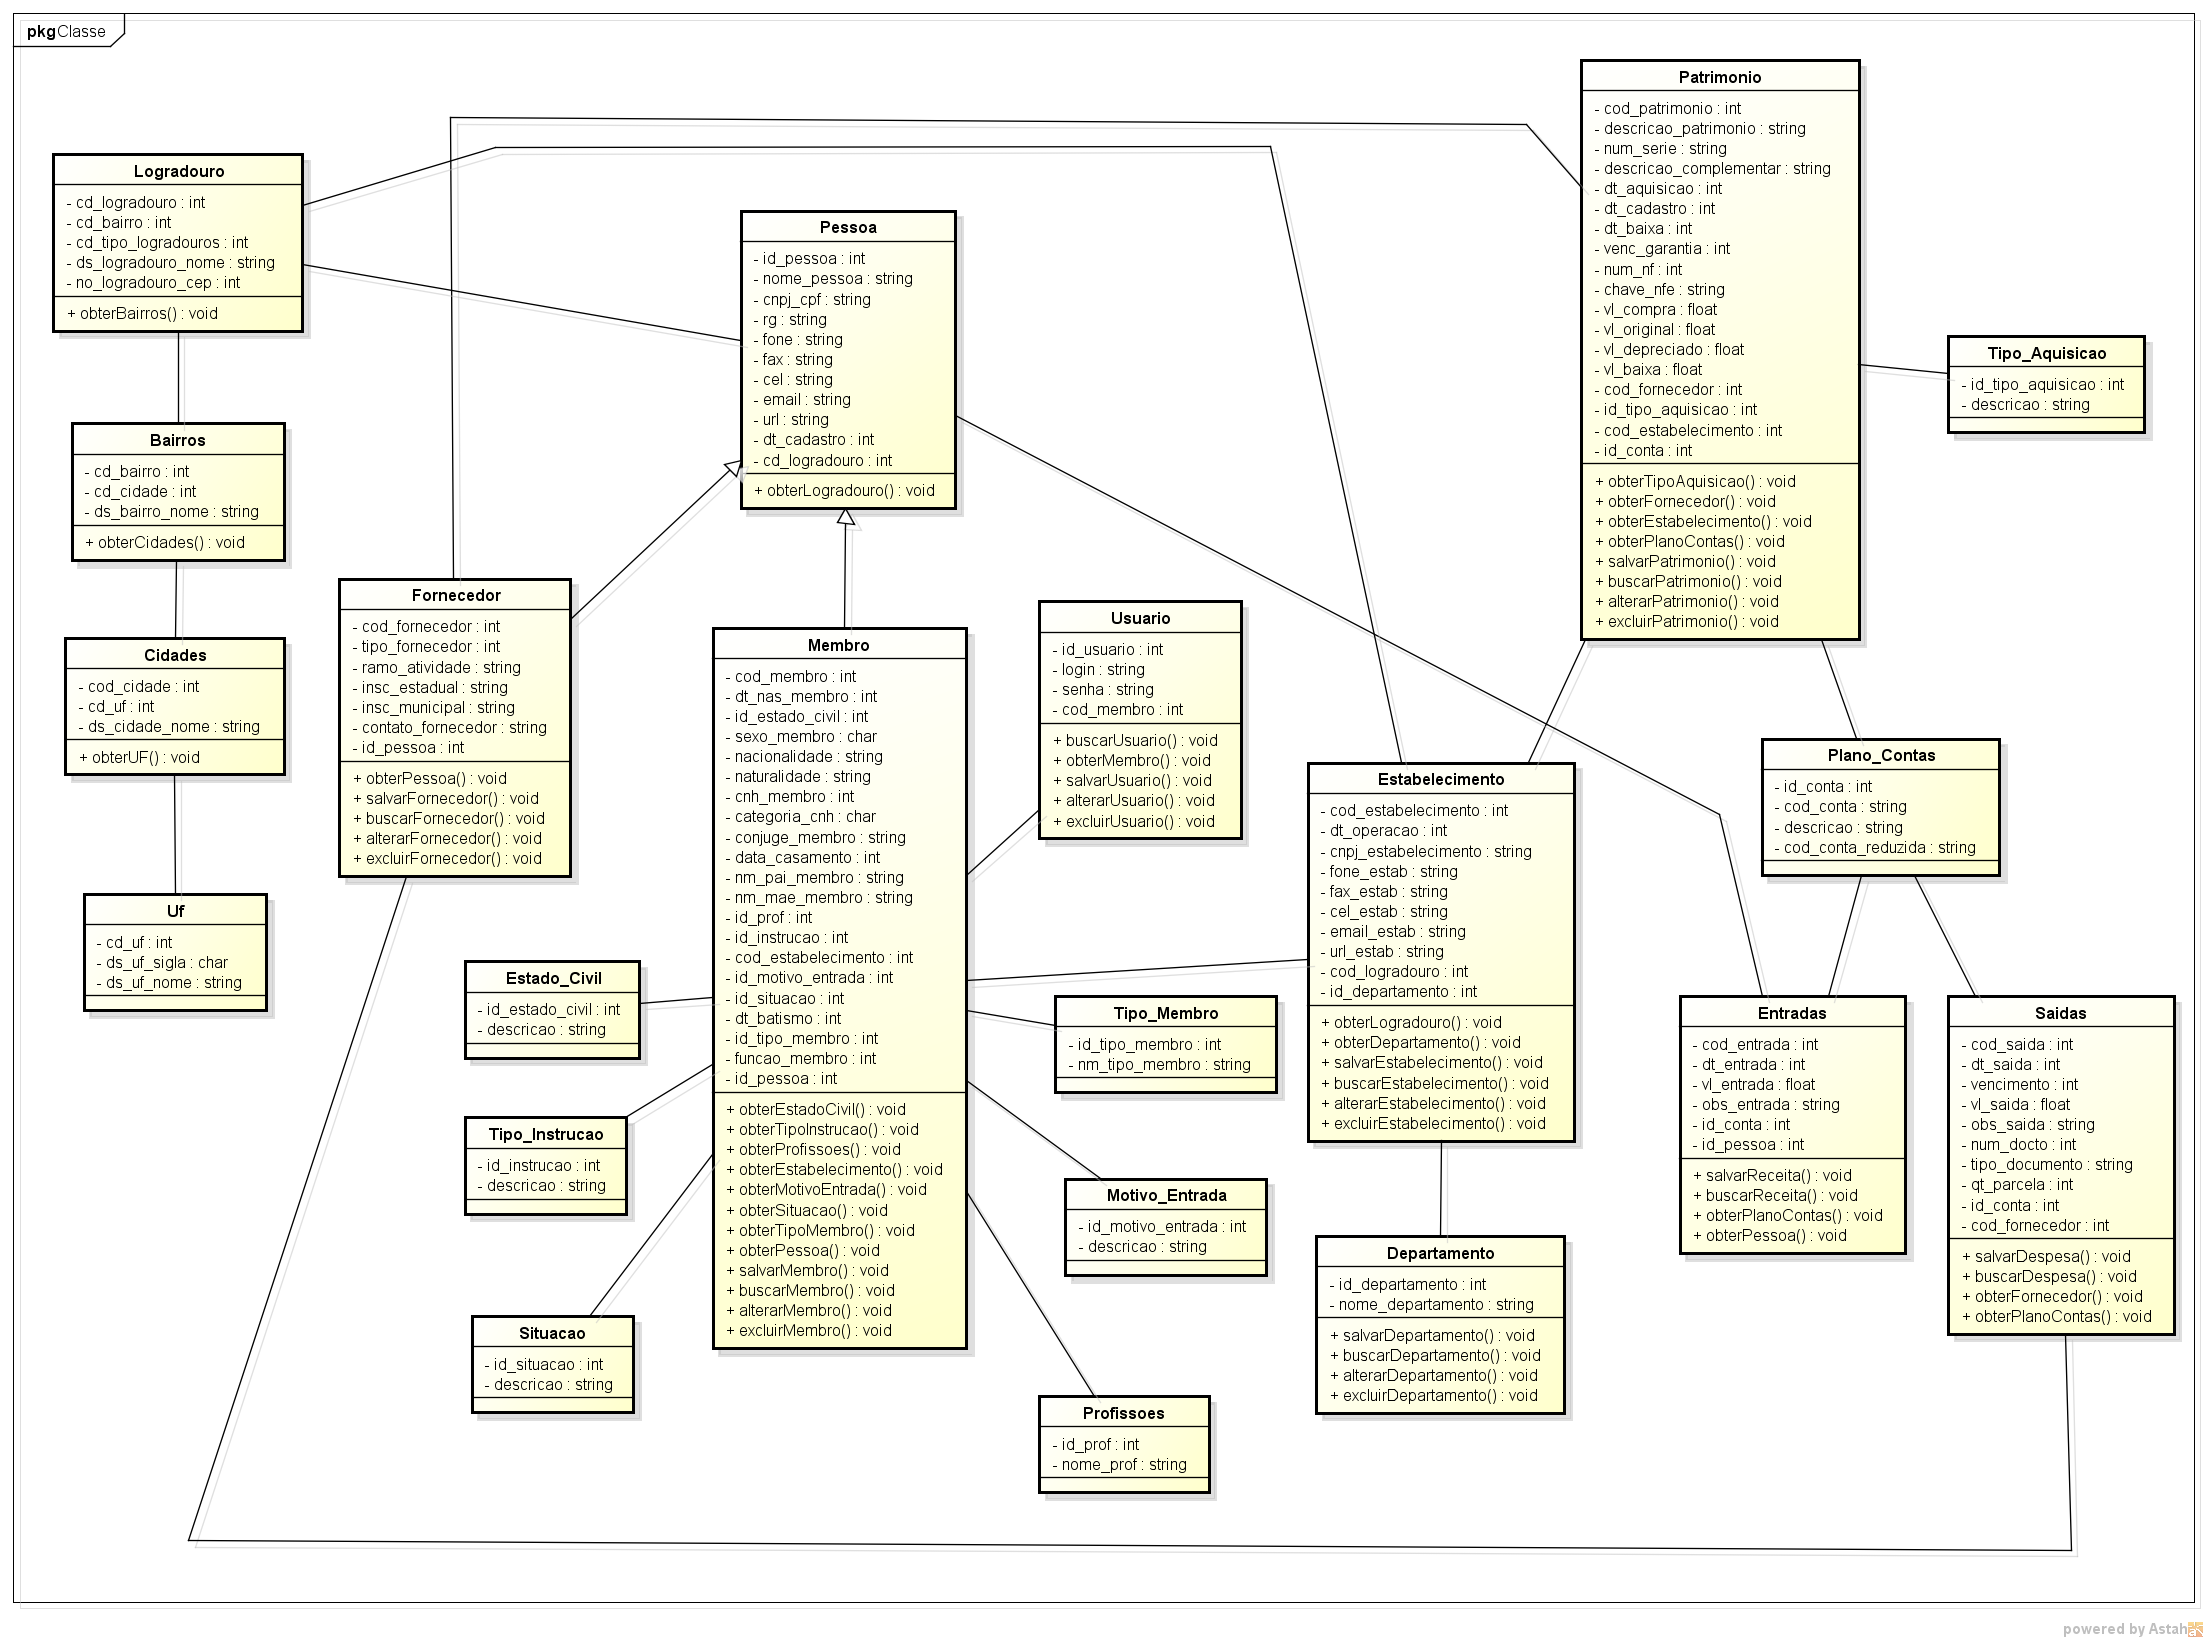 pkg Classe
Patrimonio
- cod_patrimonio : int
- descricao_patrimonio : string
- num_serie : string
- descricao_complementar : string
- dt_aquisicao : int
- dt_cadastro : int
- dt_baixa : int
- venc_garantia : int
- num_nf : int
- chave_nfe : string
- vl_compra : float
- vl_original : float
- vl_depreciado : float
- vl_baixa : float
- cod_fornecedor : int
- id_tipo_aquisicao : int
- cod_estabelecimento : int
- id_conta : int
+ obterTipoAquisicao() : void
+ obterFornecedor() : void
+ obterEstabelecimento() : void
+ obterPlanoContas() : void
+ salvarPatrimonio() : void
+ buscarPatrimonio() : void
+ alterarPatrimonio() : void
+ excluirPatrimonio() : void
Logradouro
- cd_logradouro : int
- cd_bairro : int
- cd_tipo_logradouros : int
- ds_logradouro_nome : string
- no_logradouro_cep : int
+ obterBairros() : void
Pessoa
- id_pessoa : int
- nome_pessoa : string
- cnpj_cpf : string
- rg : string
- fone : string
- fax : string
- cel : string
- email : string
- url : string
- dt_cadastro : int
- cd_logradouro : int
+ obterLogradouro() : void
Tipo_Aquisicao
- id_tipo_aquisicao : int
- descricao : string
Bairros
- cd_bairro : int
- cd_cidade : int
- ds_bairro_nome : string
+ obterCidades() : void
Fornecedor
- cod_fornecedor : int
- tipo_fornecedor : int
- ramo_atividade : string
- insc_estadual : string
- insc_municipal : string
- contato_fornecedor : string
- id_pessoa : int
+ obterPessoa() : void
+ salvarFornecedor() : void
+ buscarFornecedor() : void
+ alterarFornecedor() : void
+ excluirFornecedor() : void
Usuario
- id_usuario : int
- login : string
- senha : string
- cod_membro : int
+ buscarUsuario() : void
+ obterMembro() : void
+ salvarUsuario() : void
+ alterarUsuario() : void
+ excluirUsuario() : void
Membro
- cod_membro : int
- dt_nas_membro : int
- id_estado_civil : int
- sexo_membro : char
- nacionalidade : string
- naturalidade : string
- cnh_membro : int
- categoria_cnh : char
- conjuge_membro : string
- data_casamento : int
- nm_pai_membro : string
- nm_mae_membro : string
- id_prof : int
- id_instrucao : int
- cod_estabelecimento : int
- id_motivo_entrada : int
- id_situacao : int
- dt_batismo : int
- id_tipo_membro : int
- funcao_membro : int
- id_pessoa : int
+ obterEstadoCivil() : void
+ obterTipoInstrucao() : void
+ obterProfissoes() : void
+ obterEstabelecimento() : void
+ obterMotivoEntrada() : void
+ obterSituacao() : void
+ obterTipoMembro() : void
+ obterPessoa() : void
+ salvarMembro() : void
+ buscarMembro() : void
+ alterarMembro() : void
+ excluirMembro() : void
Cidades
- cod_cidade : int
- cd_uf : int
- ds_cidade_nome : string
+ obterUF() : void
Plano_Contas
- id_conta : int
- cod_conta : string
- descricao : string
- cod_conta_reduzida : string
Estabelecimento
- cod_estabelecimento : int
- dt_operacao : int
- cnpj_estabelecimento : string
- fone_estab : string
- fax_estab : string
- cel_estab : string
- email_estab : string
- url_estab : string
- cod_logradouro : int
- id_departamento : int
+ obterLogradouro() : void
+ obterDepartamento() : void
+ salvarEstabelecimento() : void
+ buscarEstabelecimento() : void
+ alterarEstabelecimento() : void
+ excluirEstabelecimento() : void
Uf
- cd_uf : int
- ds_uf_sigla : char
- ds_uf_nome : string
Estado_Civil
- id_estado_civil : int
- descricao : string
Tipo_Membro
- id_tipo_membro : int
- nm_tipo_membro : string
Entradas
- cod_entrada : int
- dt_entrada : int
- vl_entrada : float
- obs_entrada : string
- id_conta : int
- id_pessoa : int
+ salvarReceita() : void
+ buscarReceita() : void
+ obterPlanoContas() : void
+ obterPessoa() : void
Saidas
- cod_saida : int
- dt_saida : int
- vencimento : int
- vl_saida : float
- obs_saida : string
- num_docto : int
- tipo_documento : string
- qt_parcela : int
- id_conta : int
- cod_fornecedor : int
+ salvarDespesa() : void
+ buscarDespesa() : void
+ obterFornecedor() : void
+ obterPlanoContas() : void
Tipo_Instrucao
- id_instrucao : int
- descricao : string
Motivo_Entrada
- id_motivo_entrada : int
- descricao : string
Departamento
- id_departamento : int
- nome_departamento : string
+ salvarDepartamento() : void
+ buscarDepartamento() : void
+ alterarDepartamento() : void
+ excluirDepartamento() : void
Situacao
- id_situacao : int
- descricao : string
Profissoes
- id_prof : int
- nome_prof : string
powered by Astah